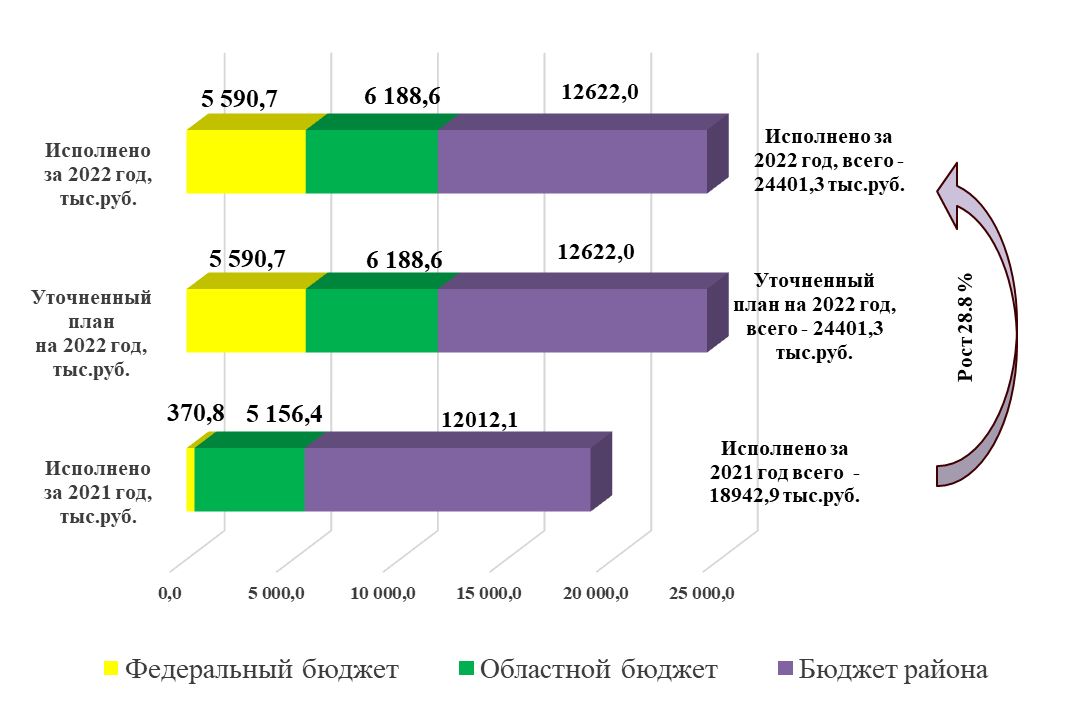 5 590,7
6 188,6
12622,0
Исполнено
за 2022 год,
тыс.руб.
Исполнено за
2022 год, всего -
24401,3 тыс.руб.
5 590,7
6 188,6
12622,0
Уточненный
план
на 2022 год,
тыс.руб.
Уточненный
план на 2022 год,
всего - 24401,3
тыс.руб.
Рост 28.8 %
370,8
5 156,4
12012,1
Исполнено
за 2021 год,
тыс.руб.
Исполнено за
2021 год всего -
18942,9 тыс.руб.
0,0
5 000,0
10 000,0
15 000,0
20 000,0
25 000,0
Федеральный бюджет
Областной бюджет
Бюджет района